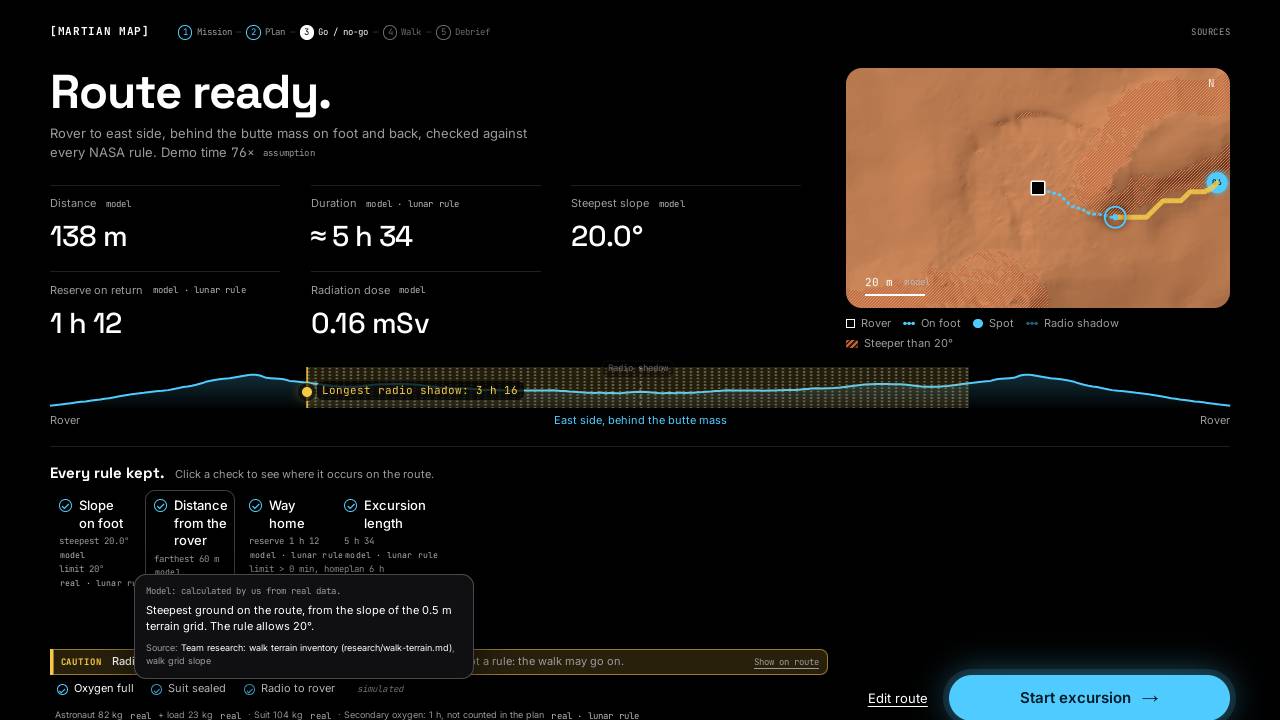 [MARTIAN MAP] 1 Mission 2 Plan 3 Go / no-go 4 Walk 5 Debrief SOURCES
Route ready.
Rover to east side, behind the butte mass on foot and back, checked against
every NASA rule. Demo time 76× assumption
Distance model
138 m
Duration model · lunar rule
≈ 5 h 34
Steepest slope model
20.0°
Reserve on return model · lunar rule
1 h 12
Radiation dose model
0.16 mSv
N
20 m model
Rover On foot Spot Radio shadow
Steeper than 20°
Radio shadow
Longest radio shadow: 3 h 16
Rover East side, behind the butte mass Rover
Every rule kept. Click a check to see where it occurs on the route.
Slope
on foot
steepest 20.0°
model
limit 20°
real · lunar
Distance
from the
rover
farthest 60 m
model
Way
home
reserve 1 h 12
model · lunar rule
limit > 0 min, home
Excursion
length
5 h 34
model · lunar rule
plan 6 h
Model: calculated by us from real data.
Steepest ground on the route, from the slope of the 0.5 m
terrain grid. The rule allows 20°.
Source: Team research: walk terrain inventory (research/walk-terrain.md),
walk grid slope
CAUTION a rule: the walk may go on. Show on route
Oxygen full Suit sealed Radio to rover simulated
Astronaut 82 kg real + load 23 kg real · Suit 104 kg real · Secondary oxygen: 1 h, not counted in the plan real · lunar rule
Edit route
Start excursion →